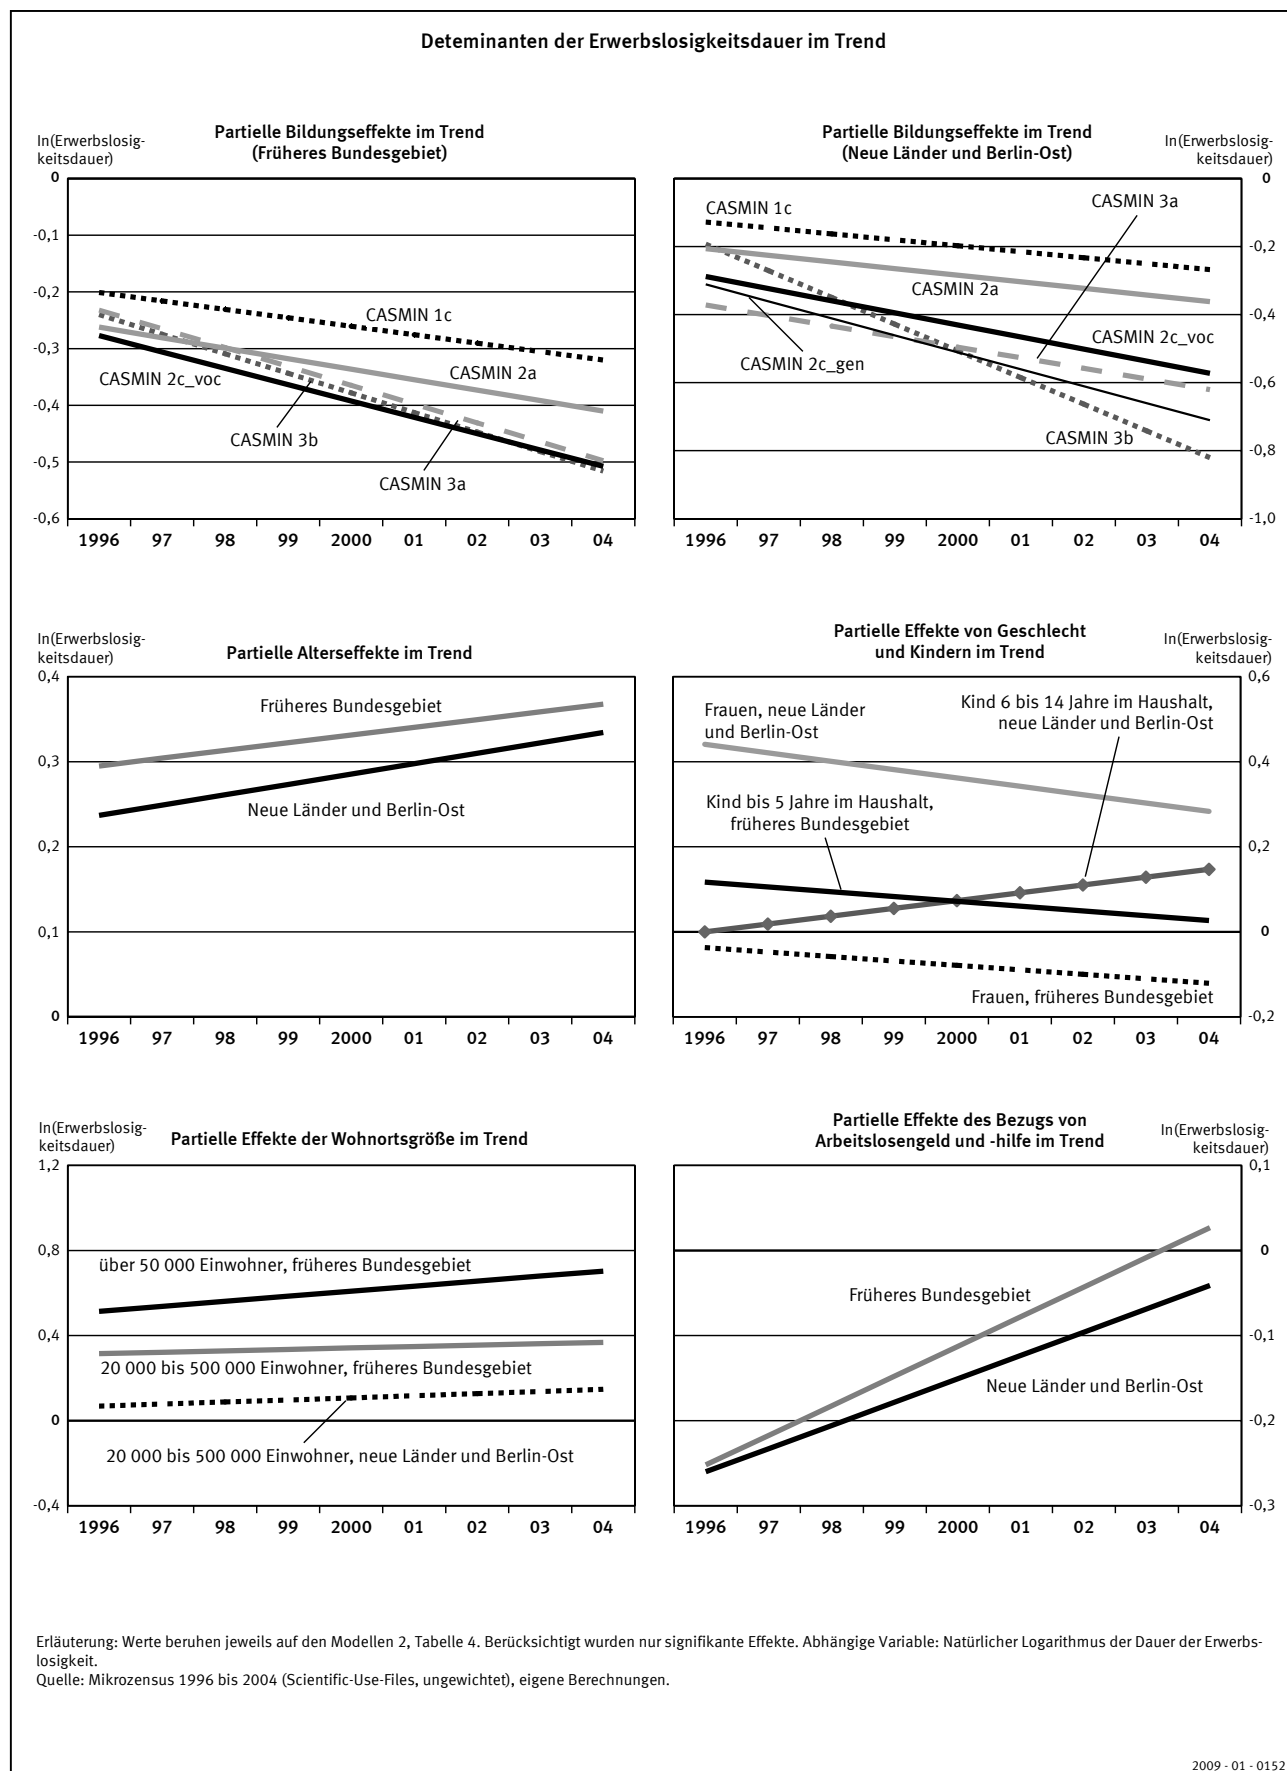 Deteminanten der Erwerbslosigkeitsdauer im Trend
ln(Erwerbslosig-
keitsdauer)
Partielle Bildungseffekte im Trend
(Früheres Bundesgebiet)
0
-0,1
-0,2
-0,3
-0,4
-0,5
-0,6
CASMIN 1c
CASMIN 2a
CASMIN 2c_voc
CASMIN 3b
CASMIN 3a
1996 97 98 99 2000 01 02 03 04
Partielle Bildungseffekte im Trend
(Neue Länder und Berlin-Ost)
ln(Erwerbslosig-
keitsdauer)
0
-0,2
-0,4
-0,6
-0,8
-1,0
CASMIN 1c
CASMIN 3a
CASMIN 2a
CASMIN 2c_voc
CASMIN 2c_gen
CASMIN 3b
1996 97 98 99 2000 01 02 03 04
ln(Erwerbslosig-
keitsdauer)
Partielle Alterseffekte im Trend
0,4
0,3
0,2
0,1
0
Früheres Bundesgebiet
Neue Länder und Berlin-Ost
1996 97 98 99 2000 01 02 03 04
Partielle Effekte von Geschlecht
und Kindern im Trend
ln(Erwerbslosig-
keitsdauer)
0,6
0,4
0,2
0
-0,2
Frauen, neue Länder
und Berlin-Ost
Kind 6 bis 14 Jahre im Haushalt,
neue Länder und Berlin-Ost
Kind bis 5 Jahre im Haushalt,
früheres Bundesgebiet
Frauen, früheres Bundesgebiet
1996 97 98 99 2000 01 02 03 04
ln(Erwerbslosig-
keitsdauer)
Partielle Effekte der Wohnortsgröße im Trend
1,2
0,8
0,4
0
-0,4
über 50 000 Einwohner, früheres Bundesgebiet
20 000 bis 500 000 Einwohner, früheres Bundesgebiet
20 000 bis 500 000 Einwohner, neue Länder und Berlin-Ost
1996 97 98 99 2000 01 02 03 04
Partielle Effekte des Bezugs von
Arbeitslosengeld und -hilfe im Trend
ln(Erwerbslosig-
keitsdauer)
0,1
0
-0,1
-0,2
-0,3
Früheres Bundesgebiet
Neue Länder und Berlin-Ost
1996 97 98 99 2000 01 02 03 04
Erläuterung: Werte beruhen jeweils auf den Modellen 2, Tabelle 4. Berücksichtigt wurden nur signifikante Effekte. Abhängige Variable: Natürlicher Logarithmus der Dauer der Erwerbs-
losigkeit.
Quelle: Mikrozensus 1996 bis 2004 (Scientific-Use-Files, ungewichtet), eigene Berechnungen.
2009 - 01 - 0152